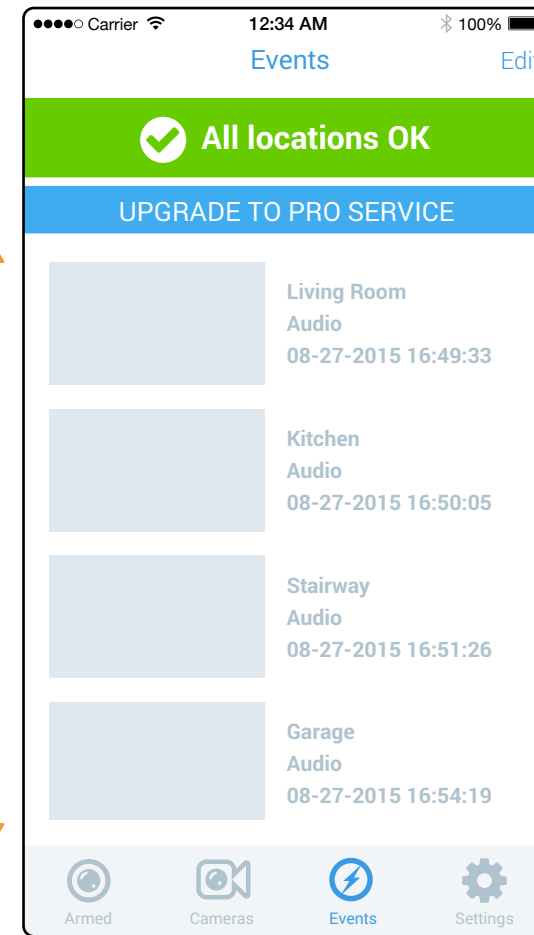 Carrier 12:34 AM 100%
Events Edi
All locations OK
UPGRADE TO PRO SERVICE
Living Room
Audio
08-27-2015 16:49:33
Kitchen
Audio
08-27-2015 16:50:05
Stairway
Audio
08-27-2015 16:51:26
Garage
Audio
08-27-2015 16:54:19
Armed Cameras Events Settings